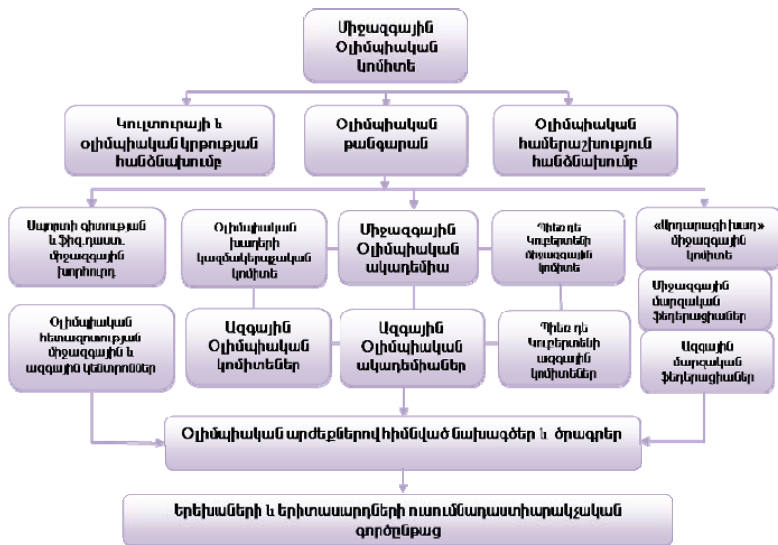 Միջազգային
Օլիմպիական
կոմիտե
Կուլտուրայի և
օլիմպիական կրթության
հանձնախումբ
Օլիմպիական
թանգարան
Օլիմպիական
համերաշխություն
հանձնախումբ
Սպորտի գիտության
և ֆիզ.դաստ.
միջազգային
խորհուրդ
Օլիմպիական
խաղերի
կազմակերպչական
կոմիտե
Միջազգային
Օլիմպիական
ակադեմիա
Պիեռ դե
Կուբերտենի
միջազգային
կոմիտե
«Արդարացի խաղ»
միջազգային
կոմիտե
Միջազգային
մարզական
ֆեդերացիաներ
Օլիմպիական
հետազոտության
միջազգային և
ազգային կենտրոններ
Ազգային
Օլիմպիական
կոմիտեներ
Ազգային
Օլիմպիական
ակադեմիաներ
Պիեռ դե
Կուբերտենի
ազգային
կոմիտեներ
Ազգային
մարզական
ֆեդերացիաներ
Օլիմպիական արժեքներով հիմնված նախագծեր և ծրագրեր
Երեխաների և երիտասարդների ուսումնադաստիարակչական
գործընթաց